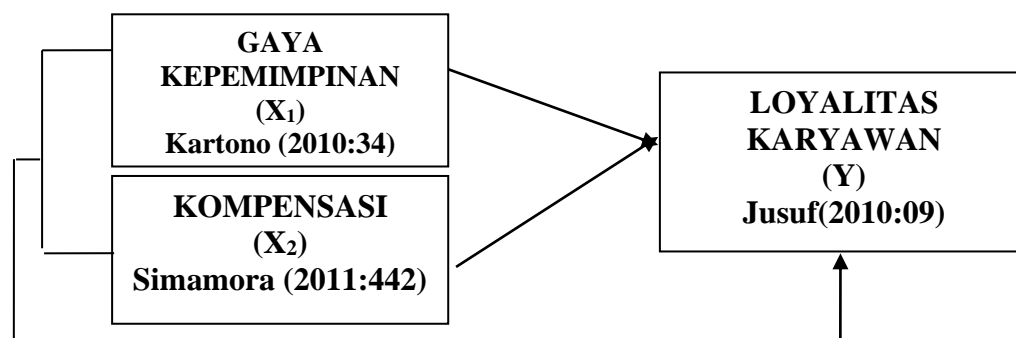 GAYA
KEPEMIMPINAN
(X₁)
Kartono (2010:34)
KOMPENSASI
(X₂)
Simamora (2011:442)
LOYALITAS
KARYAWAN
(Y)
Jusuf(2010:09)